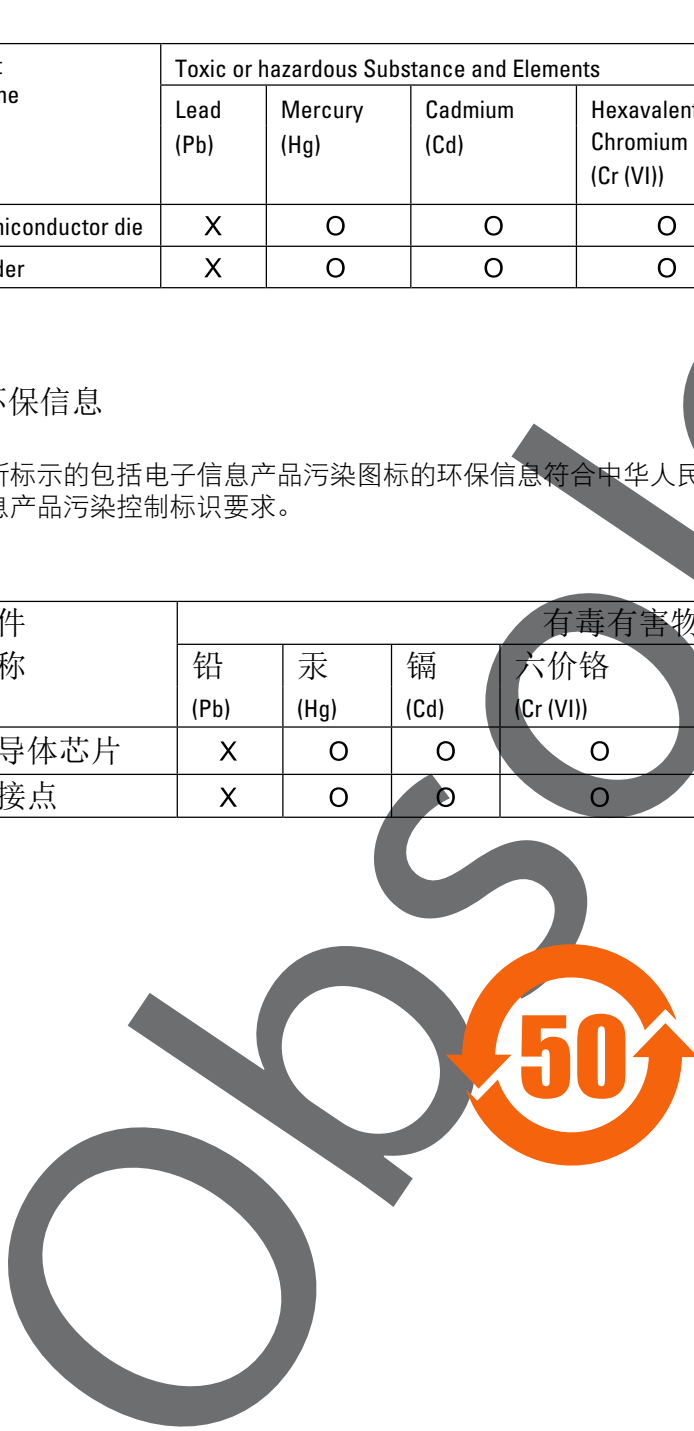 Toxic or hazardous Substance and Elements
Lead Mercury Cadmium Hexavalent
(Pb) (Hg) (Cd) Chromium
(Cr (VI))
miconductor die X O O O
der X O O O
保信息
所标示的包括电子信息产品污染图标的环保信息符合中华人民
息产品污染控制标识要求。
件 有毒有害物
称 铅 汞 镉 六价铬
(Pb) (Hg) (Cd) (Cr (VI))
导体芯片 X O O O
接点 X O O O
50
Obsol